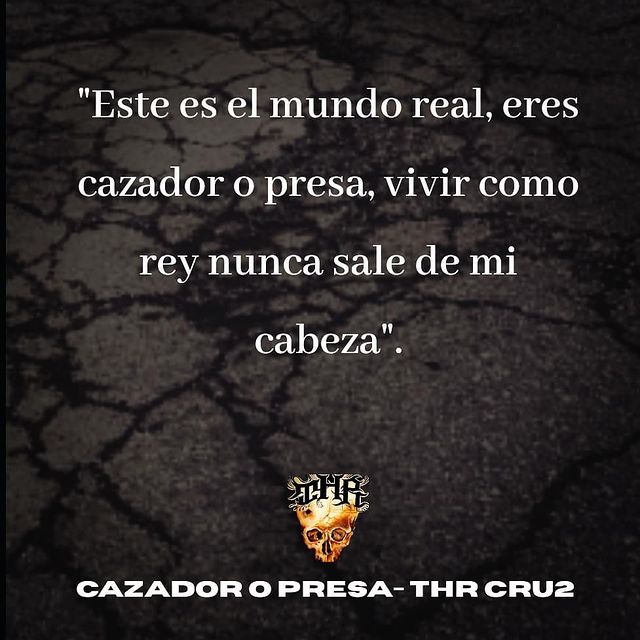 "Este es el mundo real, eres
cazador o presa, vivir como
rey nunca sale de mi
cabeza".
THR
CAZADOR O PRESA- THR CRU2